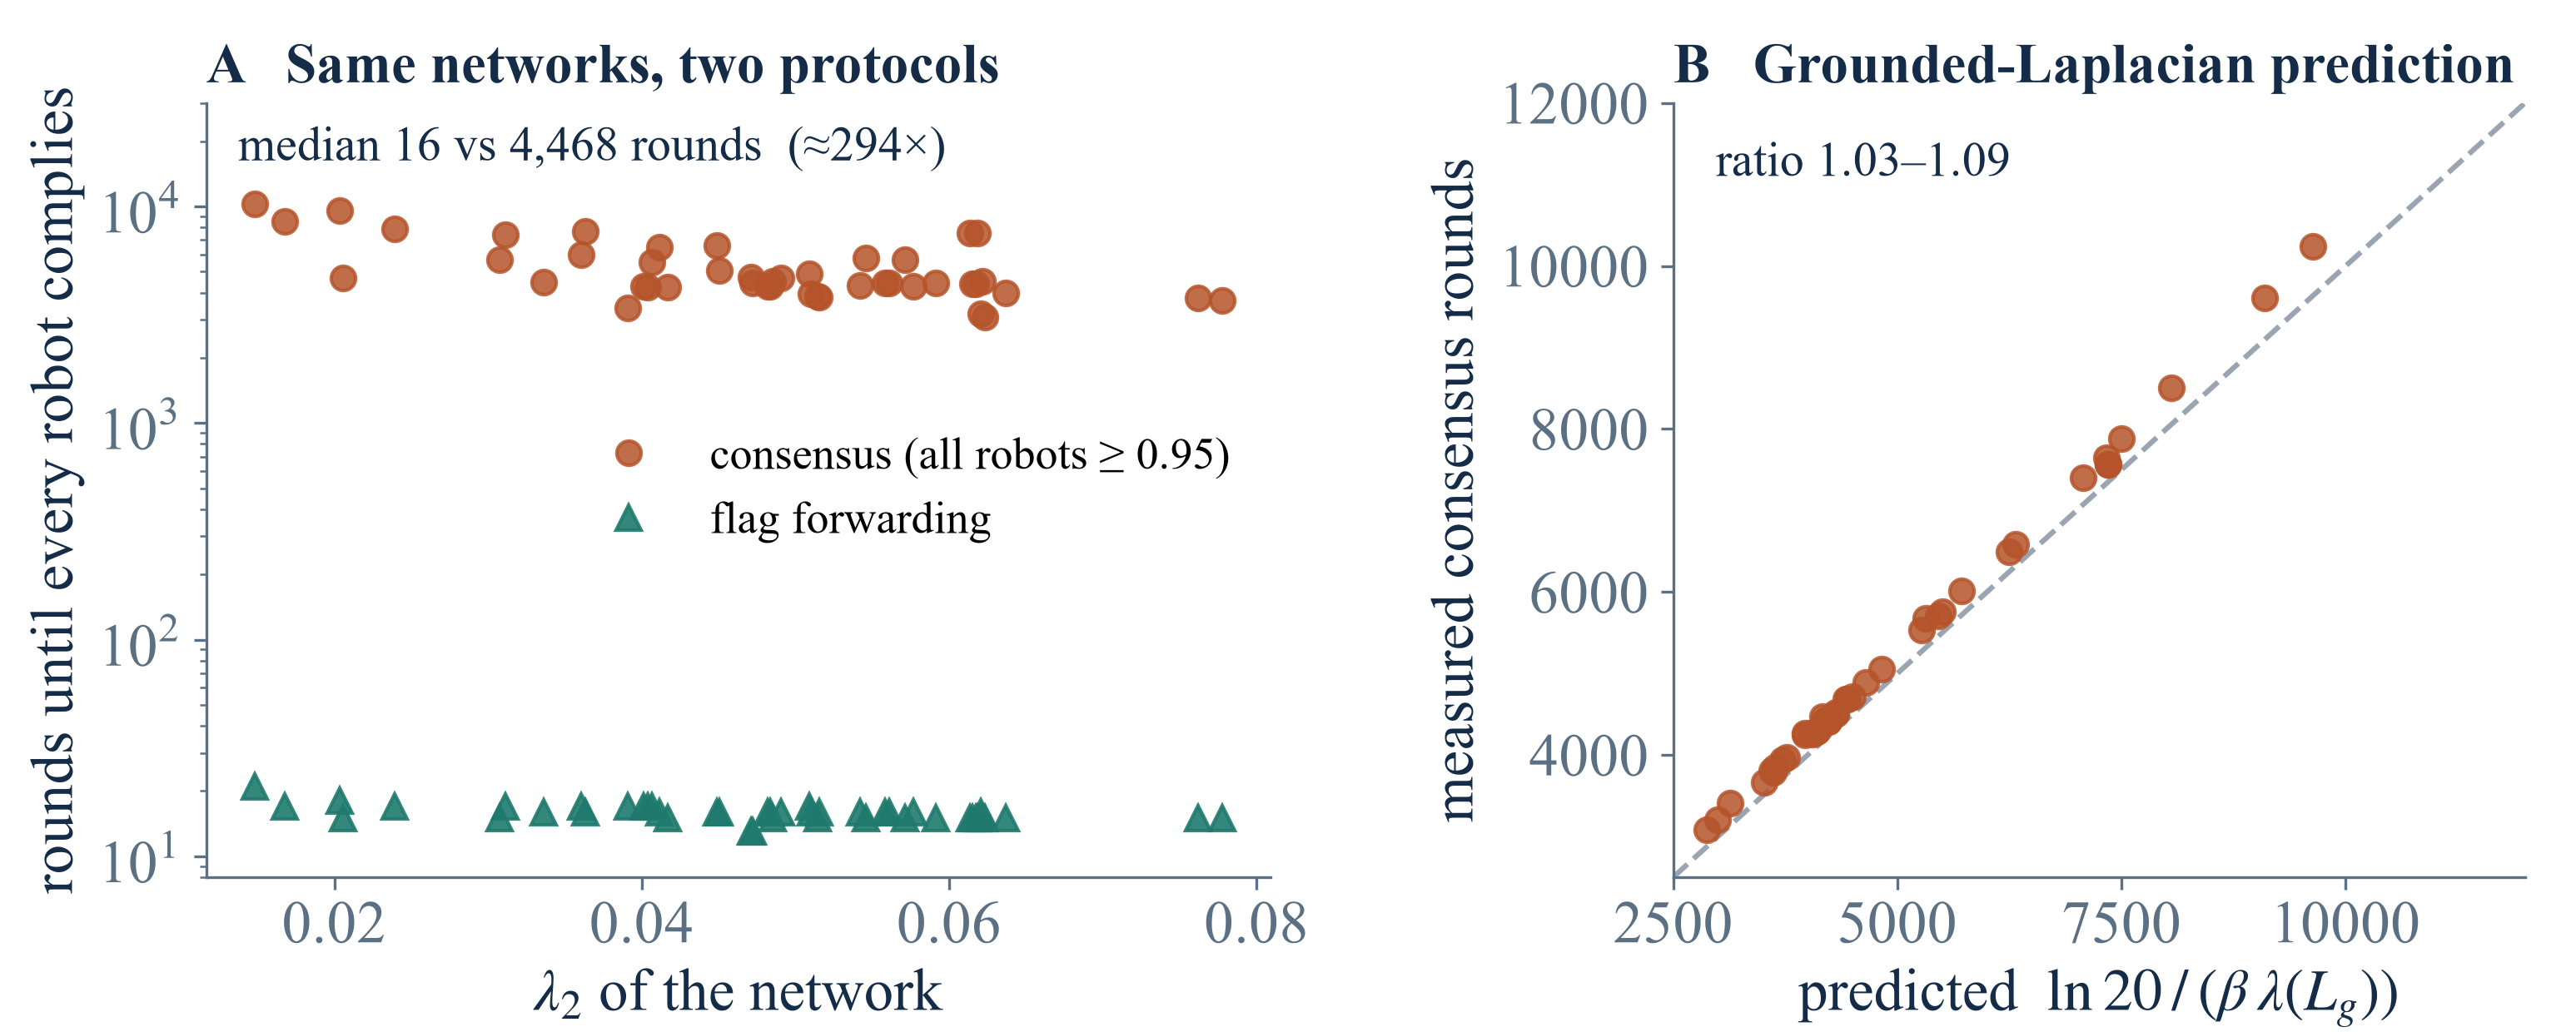 A Same networks, two protocols
median 16 vs 4,468 rounds (≈294×)
rounds until every robot complies
10⁴
10³
10²
10¹
consensus (all robots ≥ 0.95)
flag forwarding
0.02 0.04 0.06 0.08
λ₂ of the network
B Grounded-Laplacian prediction
ratio 1.03–1.09
measured consensus rounds
12000
10000
8000
6000
4000
2500 5000 7500 10000
predicted ln 20 / (β λ(L_g))